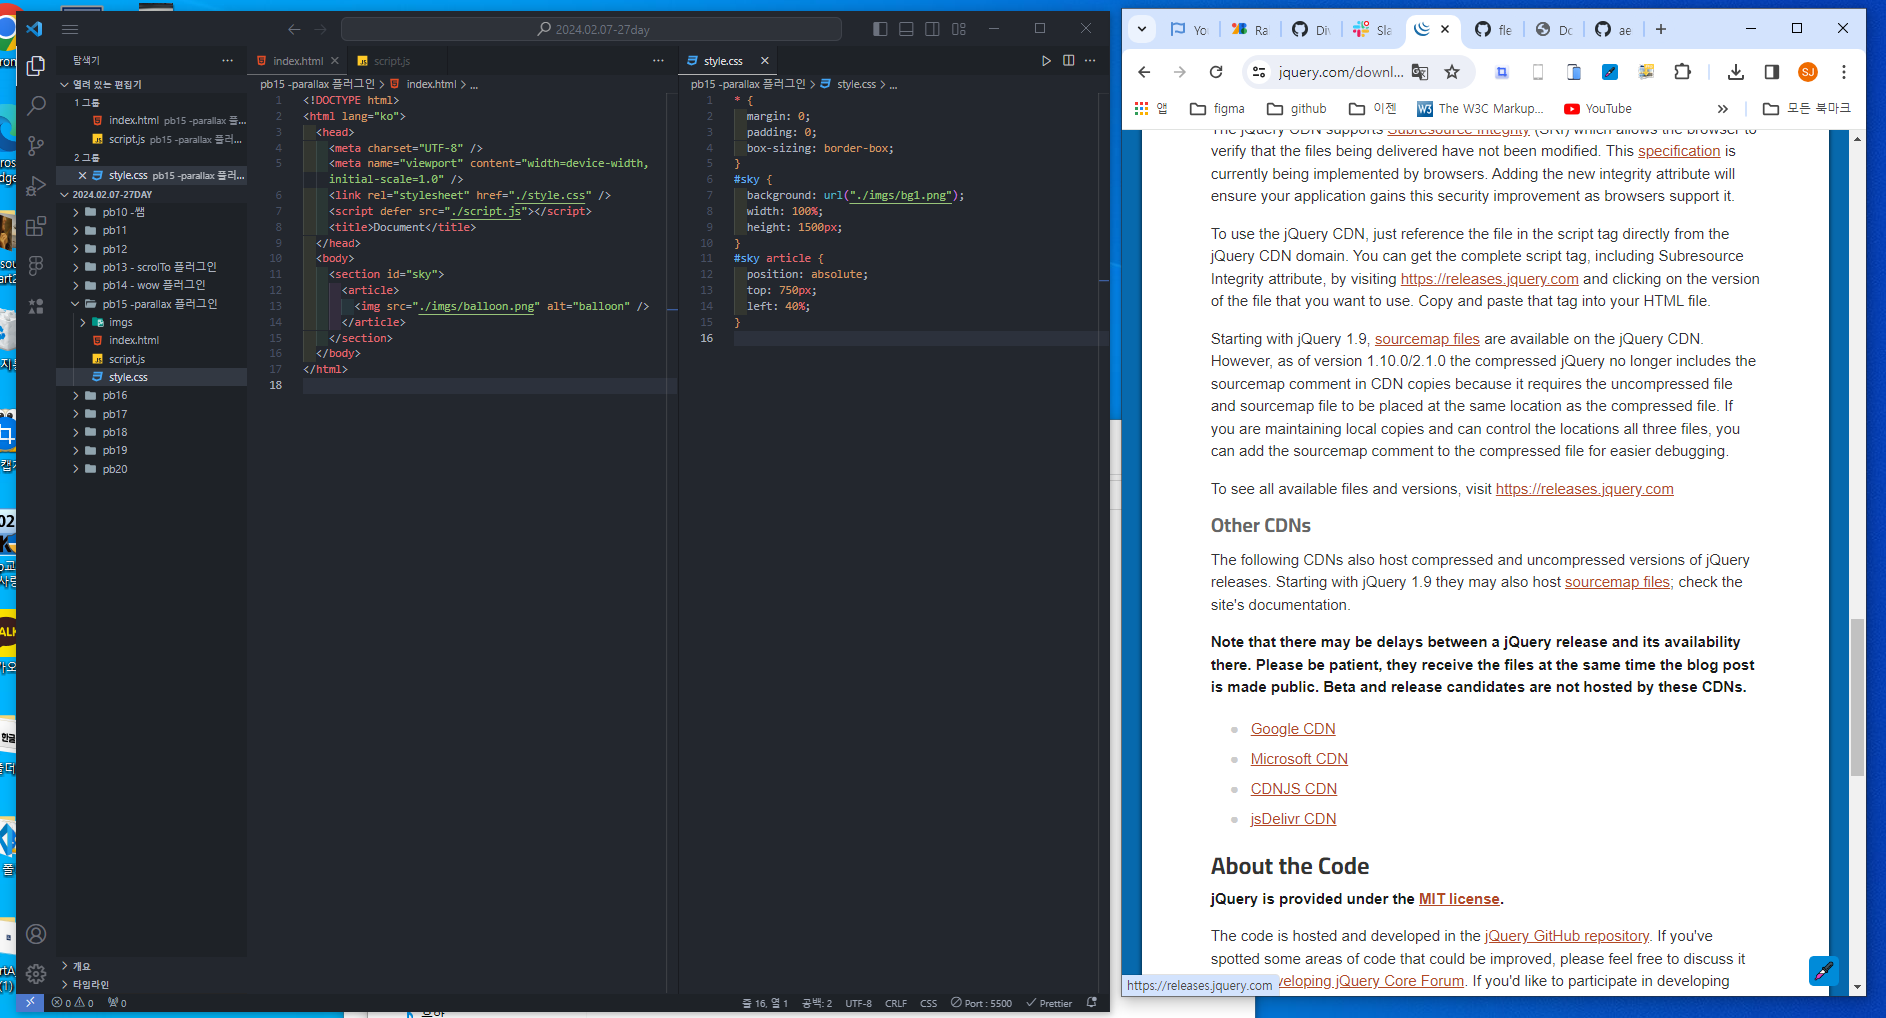 2024.02.07-27day
탐색기
열려 있는 편집기
1 그룹
index.html pb15 -parallax 플...
script.js pb15 -parallax 플러...
2 그룹
style.css pb15 -parallax 플러...
2024.02.07-27DAY
pb10 -쌤
pb11
pb12
pb13 - scrolTo 플러그인
pb14 - wow 플러그인
pb15 -parallax 플러그인
imgs
index.html
script.js
style.css
pb16
pb17
pb18
pb19
pb20
개요
타임라인
index.html
script.js
pb15 -parallax 플러그인 > index.html > ...
1 <!DOCTYPE html>
2 <html lang="ko">
3 <head>
4 <meta charset="UTF-8" />
5 <meta name="viewport" content="width=device-width,
initial-scale=1.0" />
6 <link rel="stylesheet" href="./style.css" />
7 <script defer src="./script.js"></script>
8 <title>Document</title>
9 </head>
10 <body>
11 <section id="sky">
12 <article>
13 <img src="./imgs/balloon.png" alt="balloon" />
14 </article>
15 </section>
16 </body>
17 </html>
18
style.css
pb15 -parallax 플러그인 > style.css > ...
1 * {
2 margin: 0;
3 padding: 0;
4 box-sizing: border-box;
5 }
6 #sky {
7 background: url("./imgs/bg1.png");
8 width: 100%;
9 height: 1500px;
10 }
11 #sky article {
12 position: absolute;
13 top: 750px;
14 left: 40%;
15 }
16
0 0 0
줄 16, 열 1 공백: 2 UTF-8 CRLF CSS Port : 5500 Prettier
You Ra Div Sla fle Do ae
jquery.com/downl...
SJ
앱 figma github 이젠 The W3C Markup... YouTube » 모든 북마크
The jQuery CDN supports Subresource Integrity (SRI) which allows the browser to
verify that the files being delivered have not been modified. This specification is
currently being implemented by browsers. Adding the new integrity attribute will
ensure your application gains this security improvement as browsers support it.
To use the jQuery CDN, just reference the file in the script tag directly from the
jQuery CDN domain. You can get the complete script tag, including Subresource
Integrity attribute, by visiting https://releases.jquery.com and clicking on the version
of the file that you want to use. Copy and paste that tag into your HTML file.
Starting with jQuery 1.9, sourcemap files are available on the jQuery CDN.
However, as of version 1.10.0/2.1.0 the compressed jQuery no longer includes the
sourcemap comment in CDN copies because it requires the uncompressed file
and sourcemap file to be placed at the same location as the compressed file. If
you are maintaining local copies and can control the locations all three files, you
can add the sourcemap comment to the compressed file for easier debugging.
To see all available files and versions, visit https://releases.jquery.com
Other CDNs
The following CDNs also host compressed and uncompressed versions of jQuery
releases. Starting with jQuery 1.9 they may also host sourcemap files; check the
site's documentation.
Note that there may be delays between a jQuery release and its availability
there. Please be patient, they receive the files at the same time the blog post
is made public. Beta and release candidates are not hosted by these CDNs.
Google CDN
Microsoft CDN
CDNJS CDN
jsDelivr CDN
About the Code
jQuery is provided under the MIT license.
The code is hosted and developed in the jQuery GitHub repository. If you've
spotted some areas of code that could be improved, please feel free to discuss it
veloping jQuery Core Forum. If you'd like to participate in developing
https://releases.jquery.com